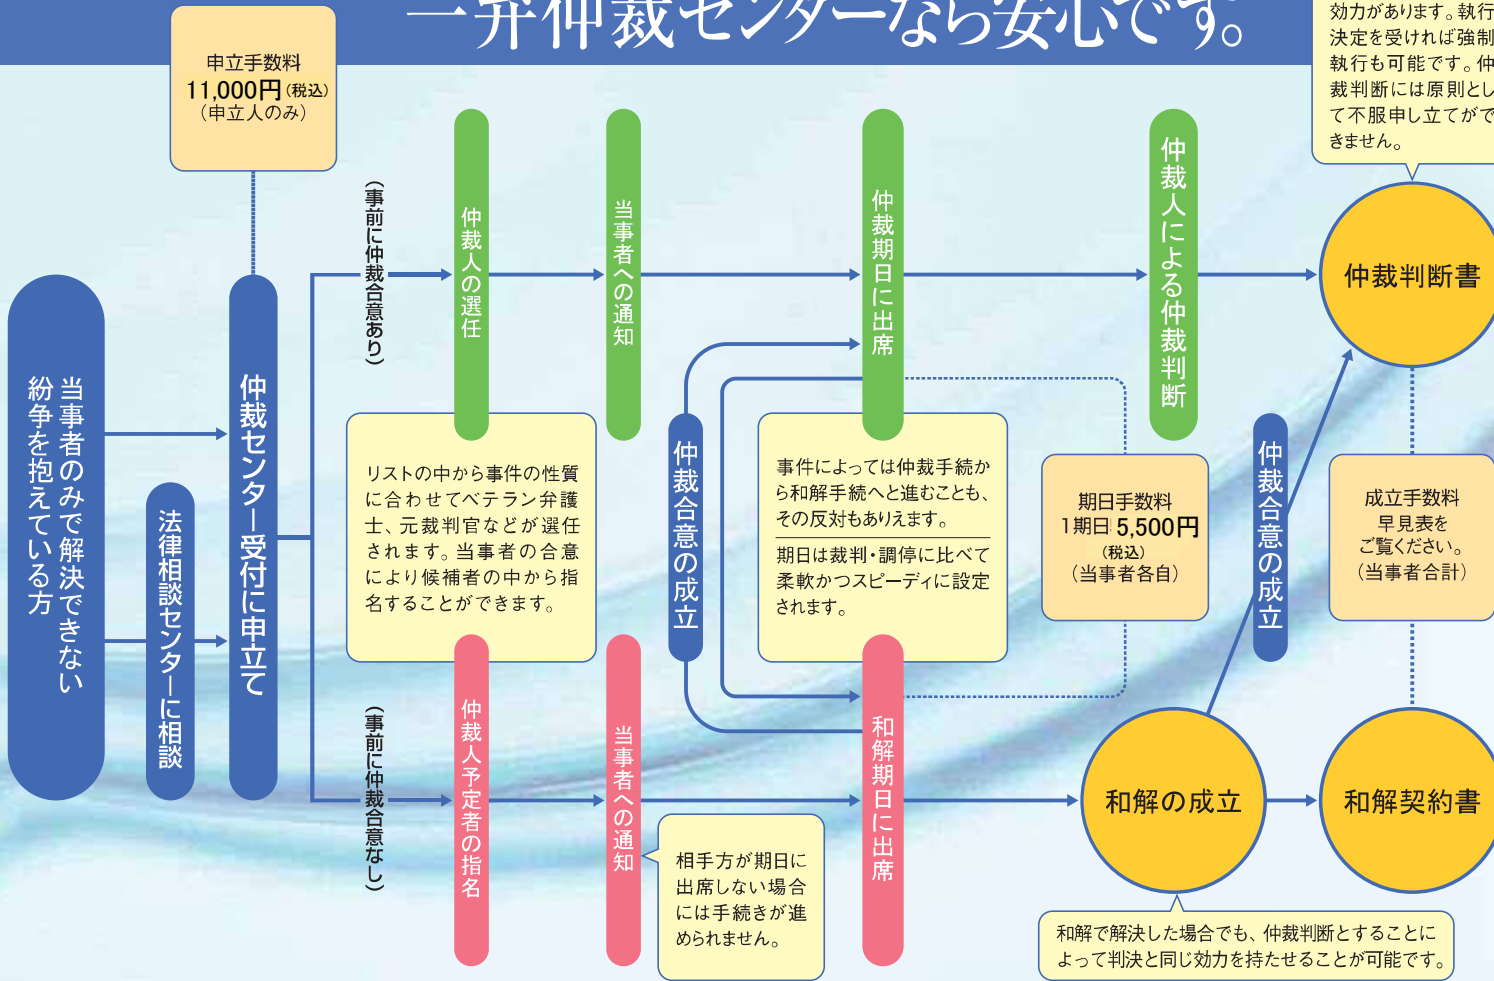 一弁仲裁センターなら安心です。
申立手数料
11,000円(税込)
(申立人のみ)
効力があります。執行
決定を受ければ強制
執行も可能です。仲
裁判断には原則とし
て不服申し立てがで
きません。
当事者のみで解決できない
紛争を抱えている方
法律相談センターに相談
仲裁センター受付に申立て
(事前に仲裁合意あり)
仲裁人の選任
当事者への通知
仲裁期日に出席
仲裁人による仲裁判断
仲裁判断書
リストの中から事件の性質
に合わせてベテラン弁護
士、元裁判官などが選任
されます。当事者の合意
により候補者の中から指
名することができます。
仲裁合意の成立
事件によっては仲裁手続か
ら和解手続へと進むことも、
その反対もありえます。
期日は裁判・調停に比べて
柔軟かつスピーディに設定
されます。
期日手数料
1期日 5,500円
(税込)
(当事者各自)
仲裁合意の成立
成立手数料
早見表を
ご覧ください。
(当事者合計)
(事前に仲裁合意なし)
仲裁人予定者の指名
当事者への通知
相手方が期日に
出席しない場合
には手続きが進
められません。
和解期日に出席
和解の成立
和解契約書
和解で解決した場合でも、仲裁判断とすることに
よって判決と同じ効力を持たせることが可能です。